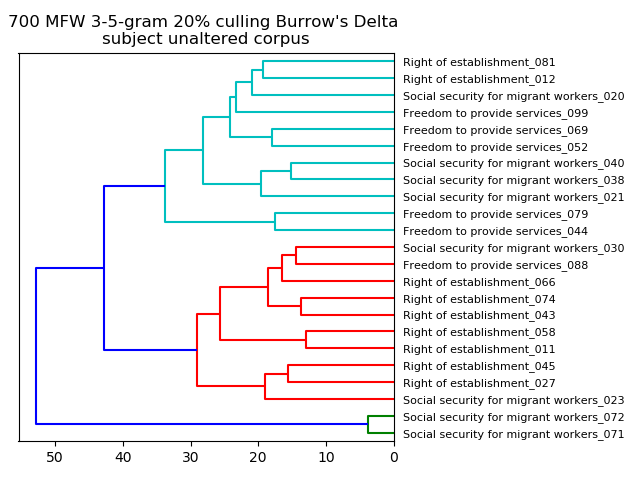 700 MFW 3-5-gram 20% culling Burrow's Delta
subject unaltered corpus
Right of establishment_081
Right of establishment_012
Social security for migrant workers_020
Freedom to provide services_099
Freedom to provide services_069
Freedom to provide services_052
Social security for migrant workers_040
Social security for migrant workers_038
Social security for migrant workers_021
Freedom to provide services_079
Freedom to provide services_044
Social security for migrant workers_030
Freedom to provide services_088
Right of establishment_066
Right of establishment_074
Right of establishment_043
Right of establishment_058
Right of establishment_011
Right of establishment_045
Right of establishment_027
Social security for migrant workers_023
Social security for migrant workers_072
Social security for migrant workers_071
50 40 30 20 10 0